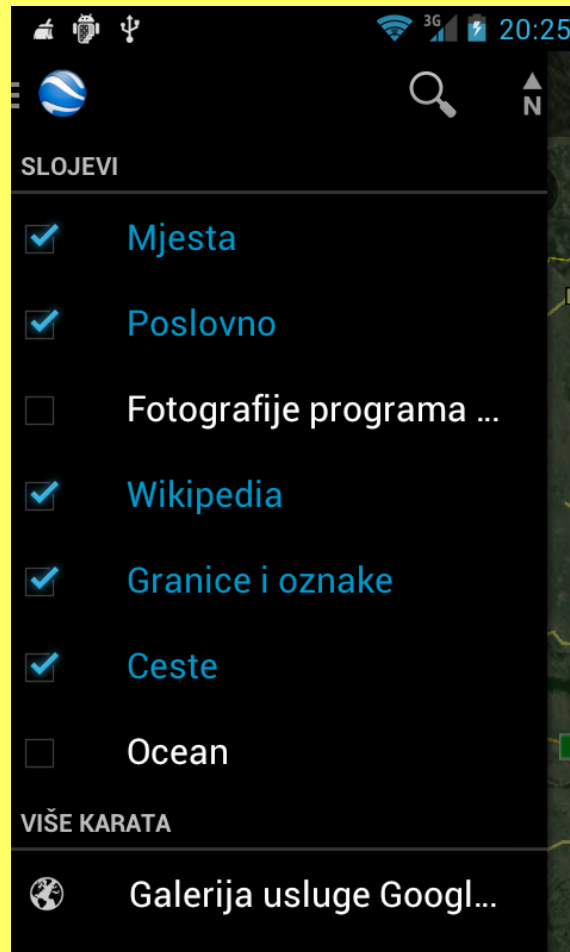 3G 20:25
N
SLOJEVI
Mjesta
Poslovno
Fotografije programa ...
Wikipedia
Granice i oznake
Ceste
Ocean
VIŠE KARATA
Galerija usluge Googl...